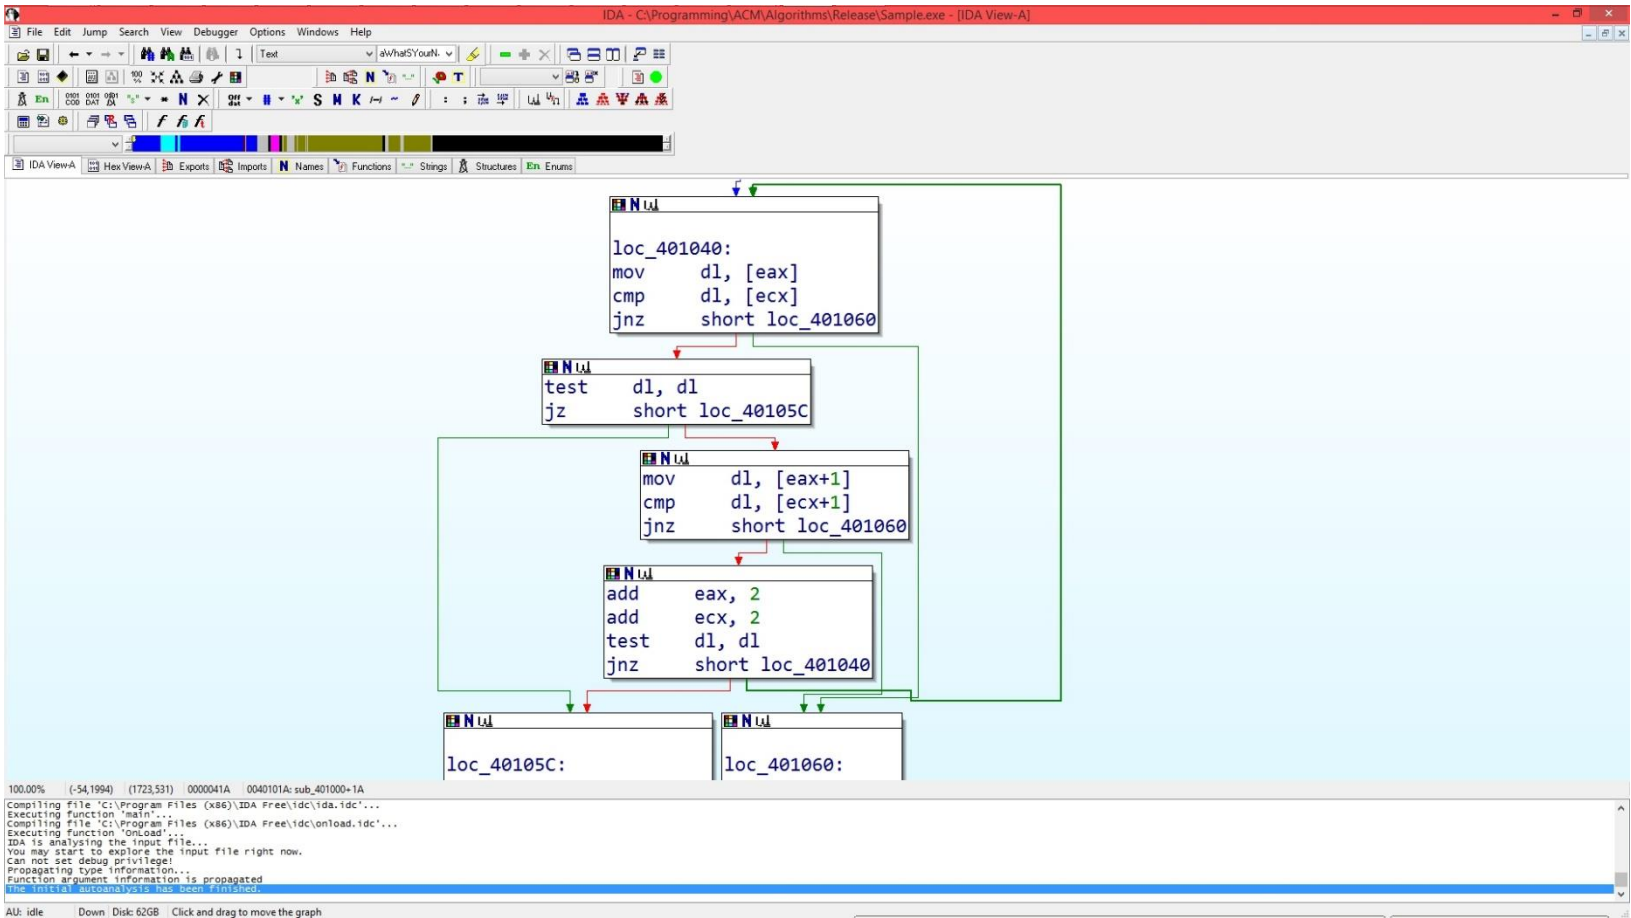 IDA - C:\Programming\ACM\Algorithms\Release\Sample.exe - [IDA View-A]
File Edit Jump Search View Debugger Options Windows Help
Text aWhatSYourN.
IDA View-A Hex View-A Exports Imports N Names Functions Strings Structures En Enums
loc_401040:
mov dl, [eax]
cmp dl, [ecx]
jnz short loc_401060
test dl, dl
jz short loc_40105C
mov dl, [eax+1]
cmp dl, [ecx+1]
jnz short loc_401060
add eax, 2
add ecx, 2
test dl, dl
jnz short loc_401040
loc_40105C:
loc_401060:
100.00% (-54,1994) (1723,531) 0000041A 0040101A: sub_401000+1A
Compiling file 'C:\Program Files (x86)\IDA Free\idc\ida.idc'...
Executing function 'main'...
Compiling file 'C:\Program Files (x86)\IDA Free\idc\onload.idc'...
Executing function 'OnLoad'...
IDA is analysing the input file...
You may start to explore the input file right now.
Can not set debug privilege!
Propagating type information...
Function argument information is propagated
The initial autoanalysis has been finished.
AU: idle Down Disk: 62GB Click and drag to move the graph